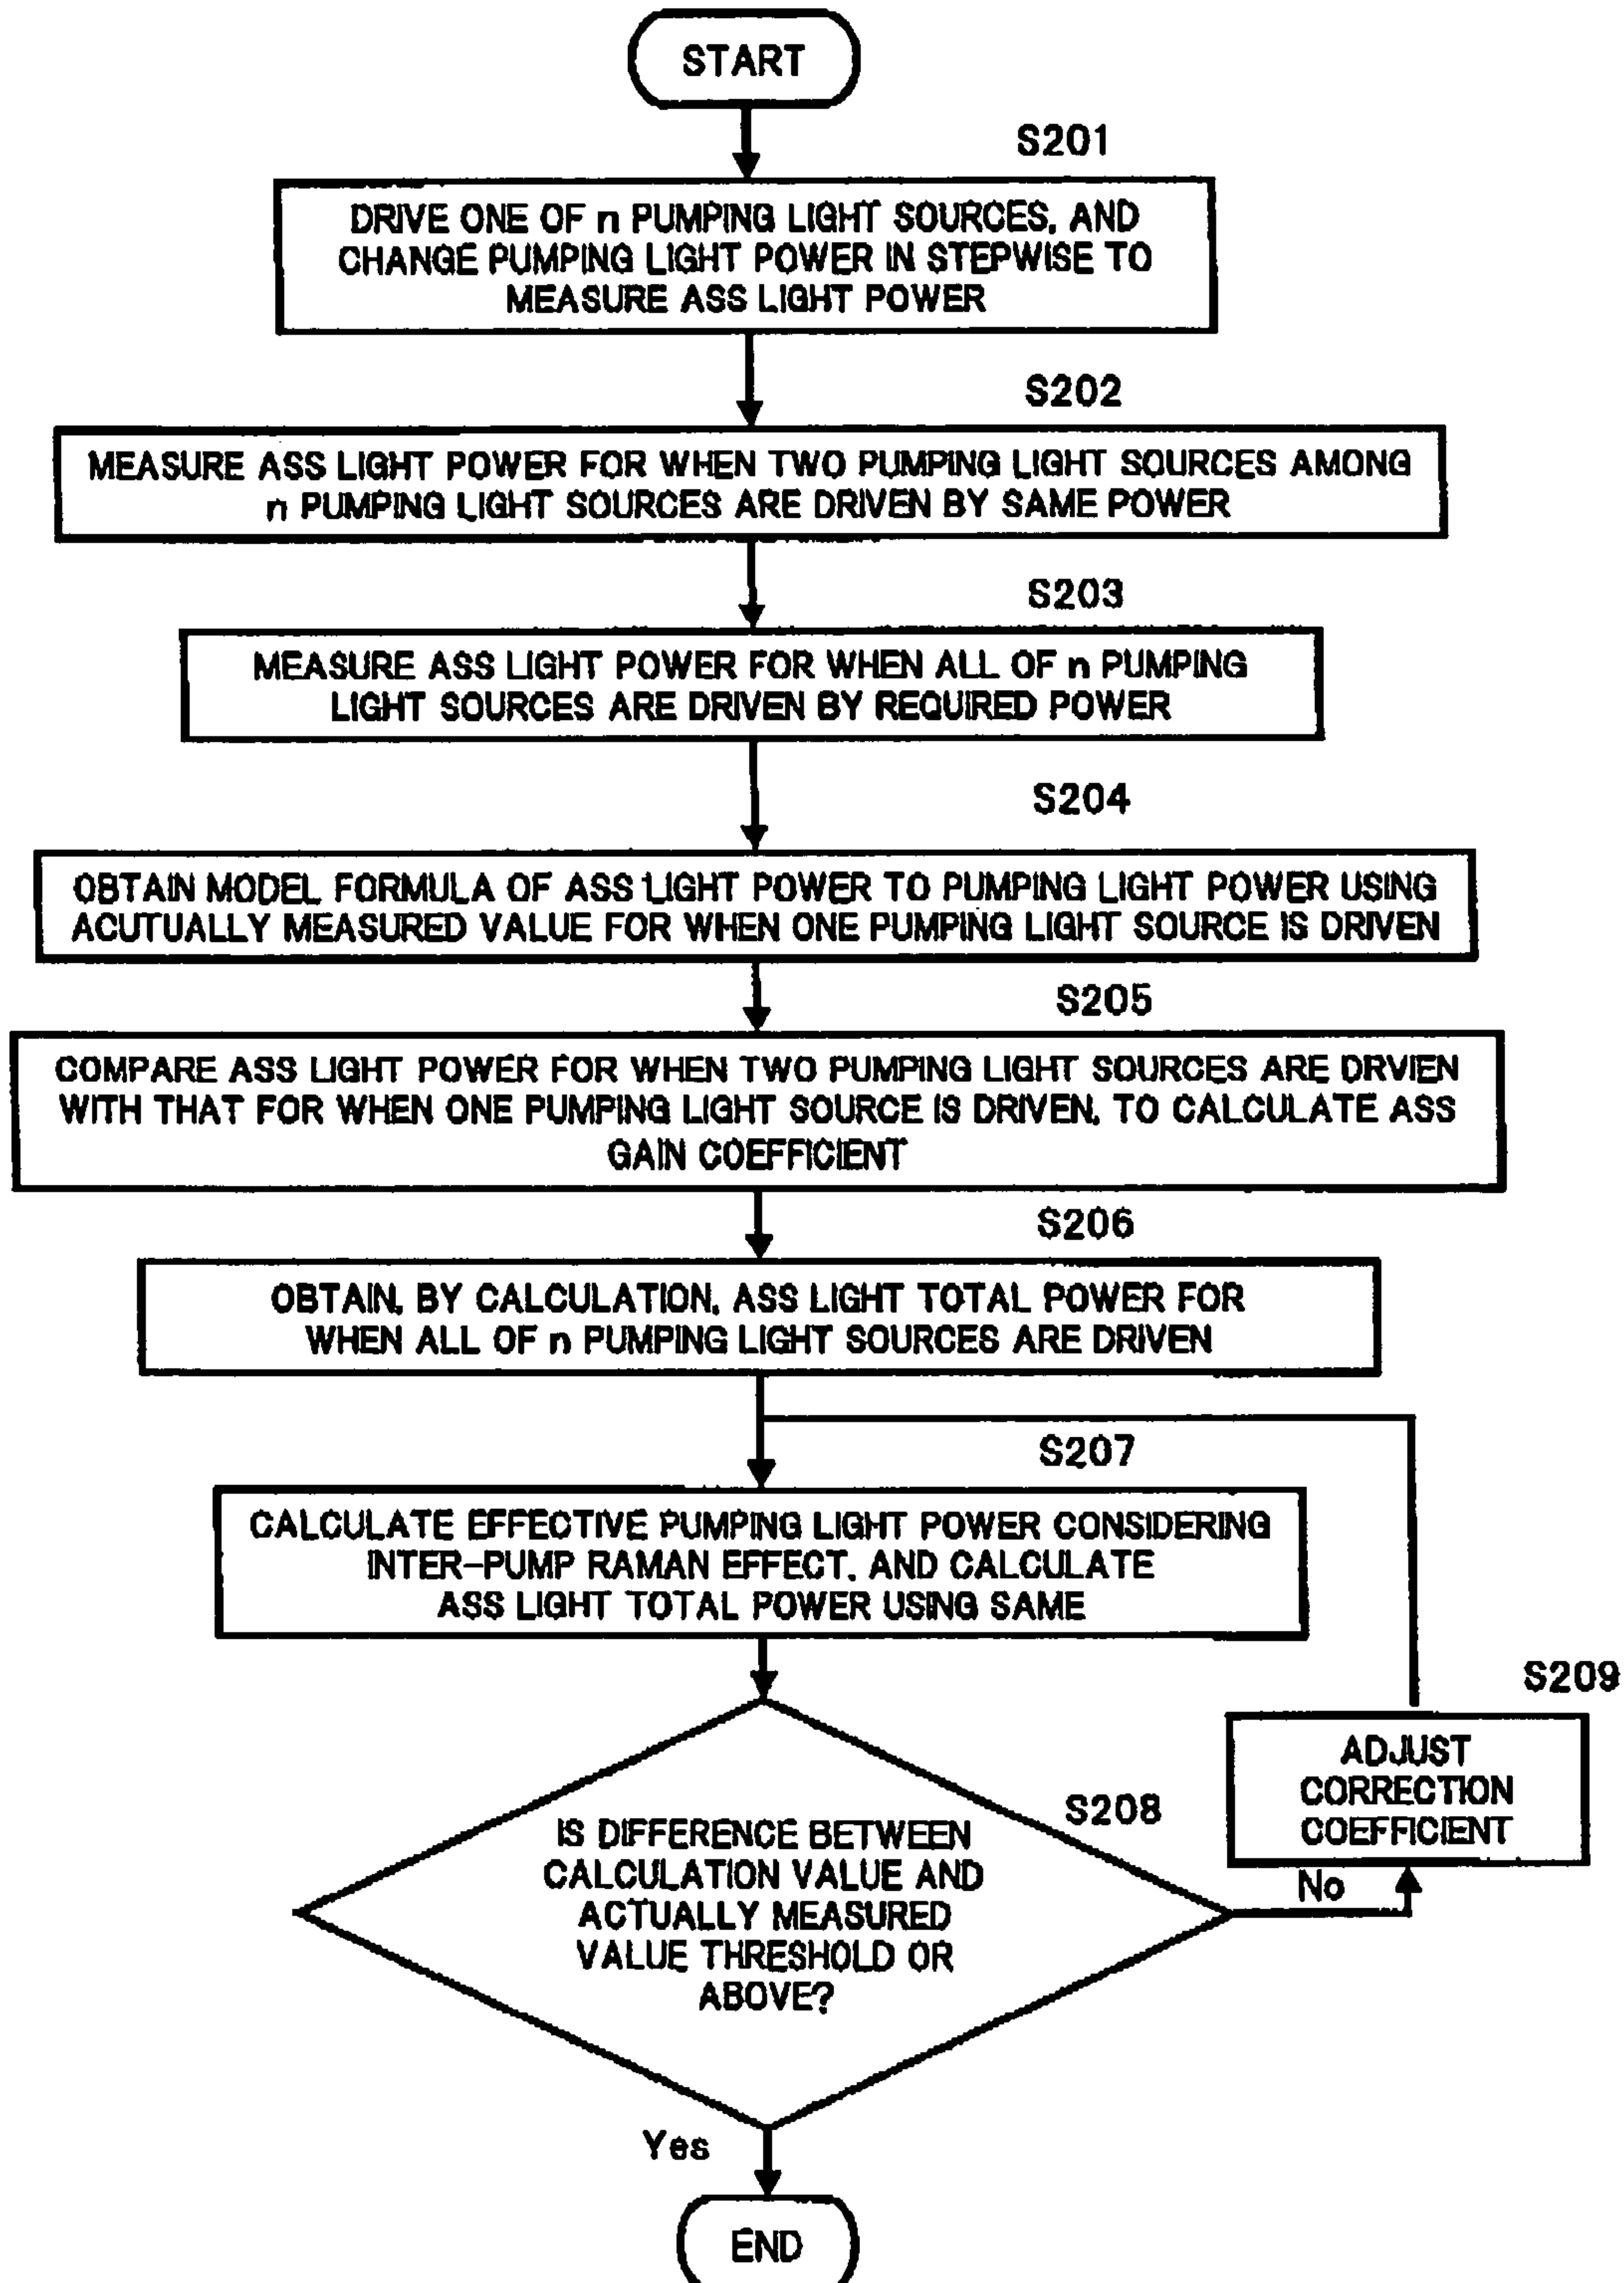 START
S201
DRIVE ONE OF n PUMPING LIGHT SOURCES, AND
CHANGE PUMPING LIGHT POWER IN STEPWISE TO
MEASURE ASS LIGHT POWER
S202
MEASURE ASS LIGHT POWER FOR WHEN TWO PUMPING LIGHT SOURCES AMONG
n PUMPING LIGHT SOURCES ARE DRIVEN BY SAME POWER
S203
MEASURE ASS LIGHT POWER FOR WHEN ALL OF n PUMPING
LIGHT SOURCES ARE DRIVEN BY REQUIRED POWER
S204
OBTAIN MODEL FORMULA OF ASS LIGHT POWER TO PUMPING LIGHT POWER USING
ACUTUALLY MEASURED VALUE FOR WHEN ONE PUMPING LIGHT SOURCE IS DRIVEN
S205
COMPARE ASS LIGHT POWER FOR WHEN TWO PUMPING LIGHT SOURCES ARE DRVIEN
WITH THAT FOR WHEN ONE PUMPING LIGHT SOURCE IS DRIVEN, TO CALCULATE ASS
GAIN COEFFICIENT
S206
OBTAIN, BY CALCULATION, ASS LIGHT TOTAL POWER FOR
WHEN ALL OF n PUMPING LIGHT SOURCES ARE DRIVEN
S207
CALCULATE EFFECTIVE PUMPING LIGHT POWER CONSIDERING
INTER-PUMP RAMAN EFFECT, AND CALCULATE
ASS LIGHT TOTAL POWER USING SAME
S208
IS DIFFERENCE BETWEEN
CALCULATION VALUE AND
ACTUALLY MEASURED
VALUE THRESHOLD OR
ABOVE?
S209
ADJUST
CORRECTION
COEFFICIENT
No
Yes
END